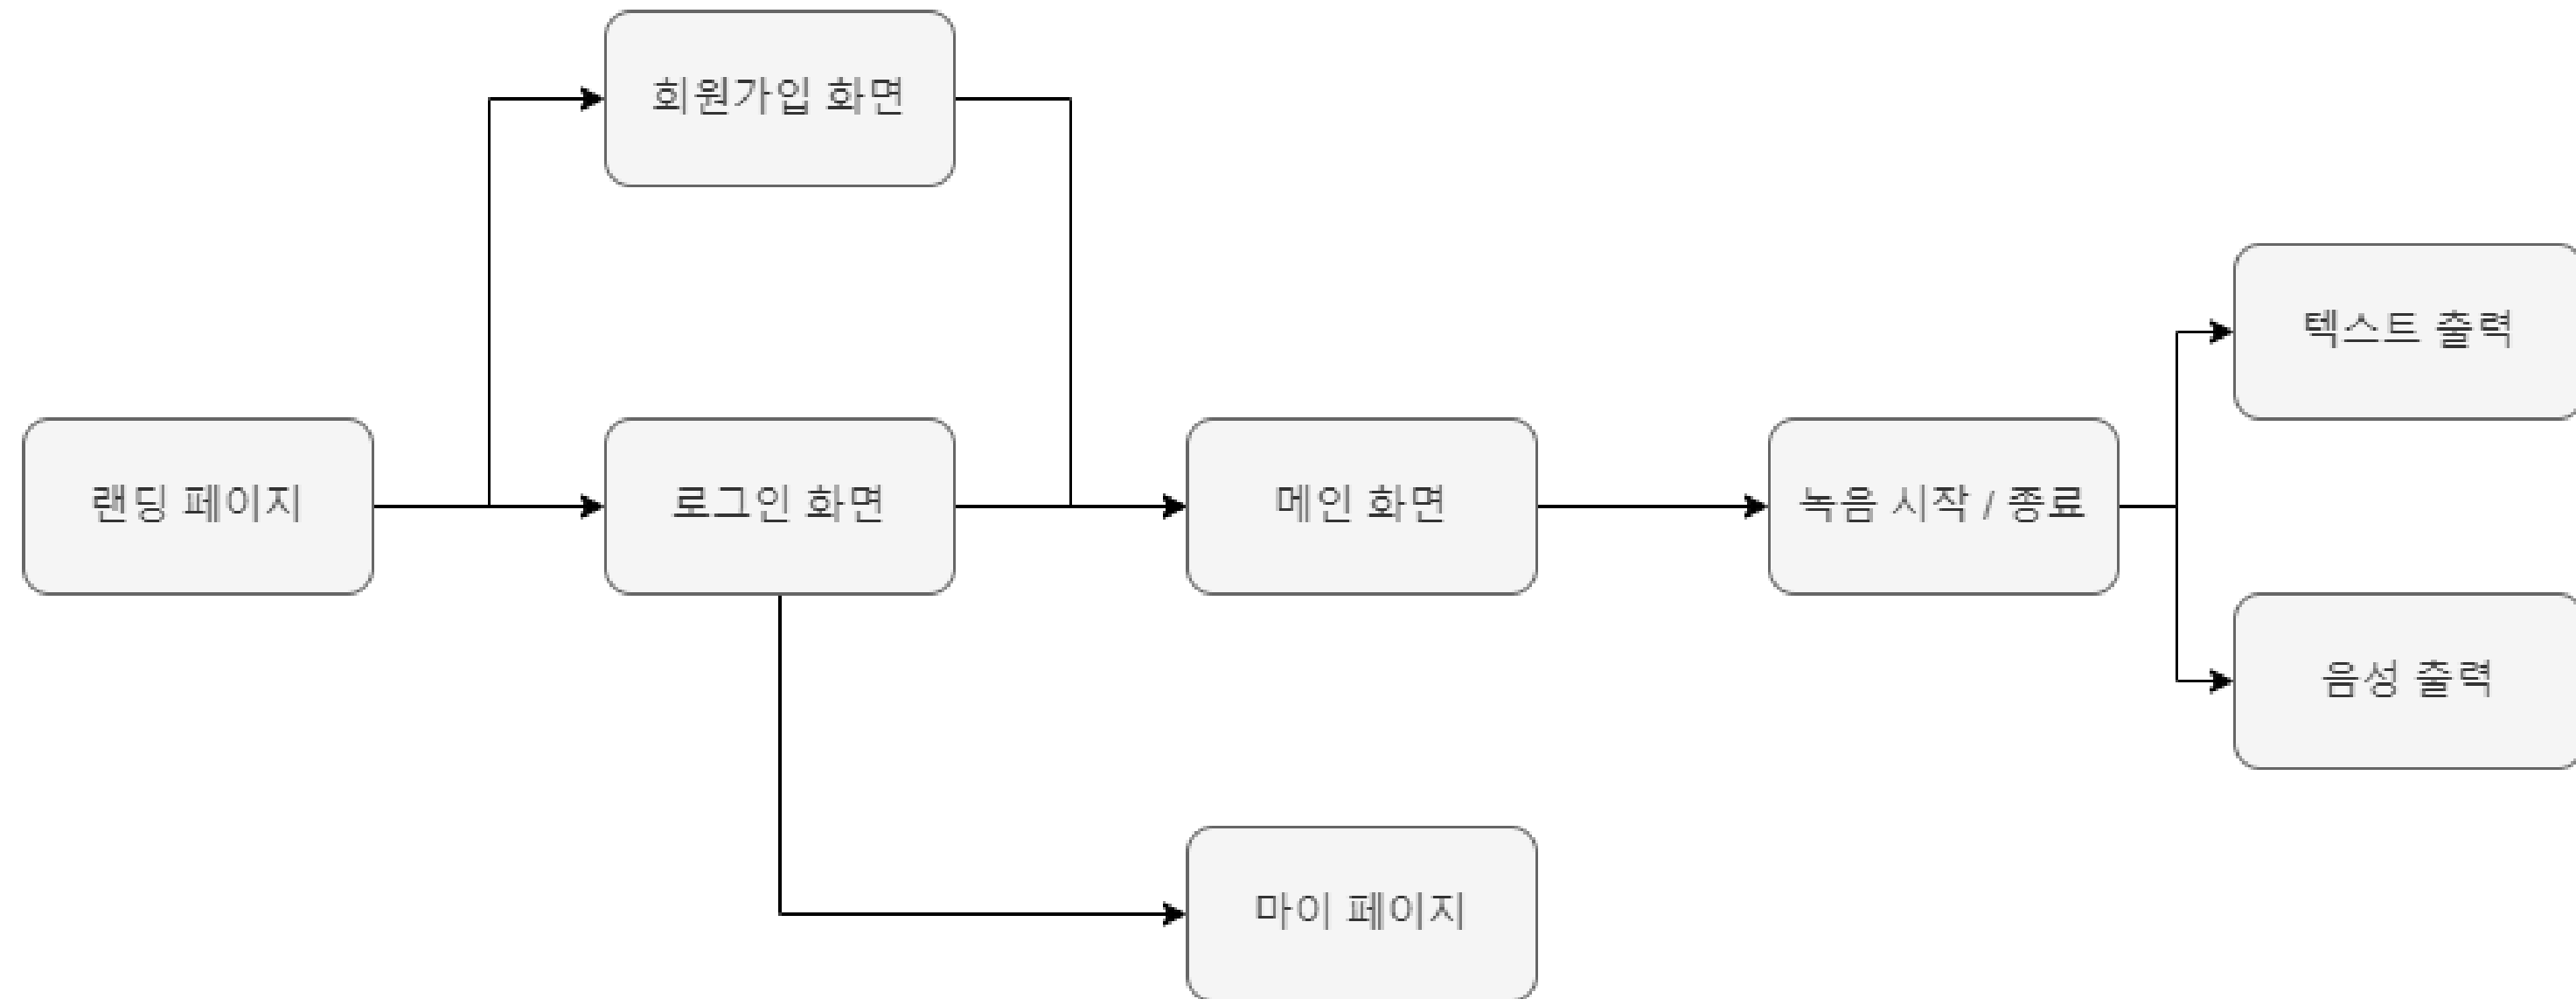 회원가입 화면
텍스트 출력
랜딩 페이지
로그인 화면
메인 화면
녹음 시작 / 종료
음성 출력
마이 페이지